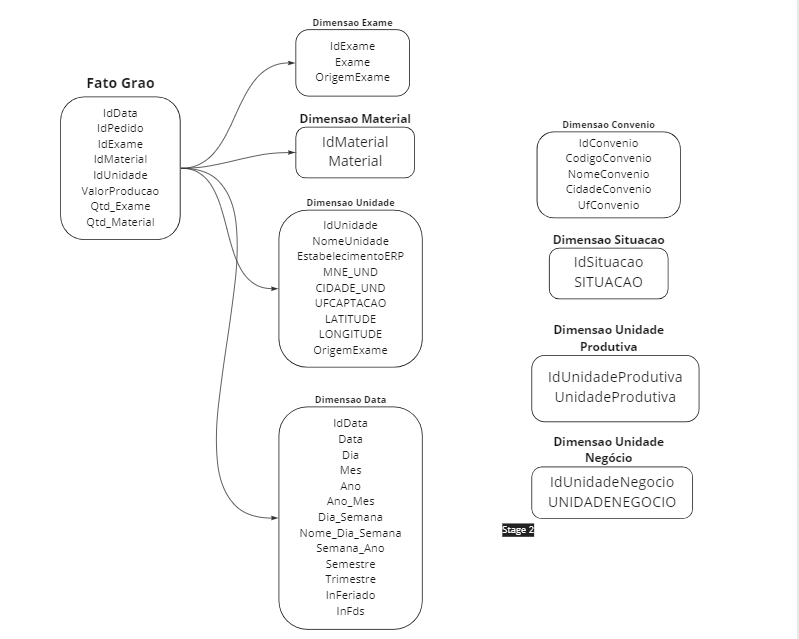 Fato Grao
IdData
IdPedido
IdExame
IdMaterial
IdUnidade
ValorProducao
Qtd_Exame
Qtd_Material
Dimensao Exame
IdExame
Exame
OrigemExame
Dimensao Material
IdMaterial
Material
Dimensao Unidade
IdUnidade
NomeUnidade
EstabelecimentoERP
MNE_UND
CIDADE_UND
UFCAPTACAO
LATITUDE
LONGITUDE
OrigemExame
Dimensao Data
IdData
Data
Dia
Mes
Ano
Ano_Mes
Dia_Semana
Nome_Dia_Semana
Semana_Ano
Semestre
Trimestre
InFeriado
InFds
Dimensao Convenio
IdConvenio
CodigoConvenio
NomeConvenio
CidadeConvenio
UfConvenio
Dimensao Situacao
IdSituacao
SITUACAO
Dimensao Unidade
Produtiva
IdUnidadeProdutiva
UnidadeProdutiva
Dimensao Unidade
Negócio
IdUnidadeNegocio
UNIDADENEGOCIO
Stage 2